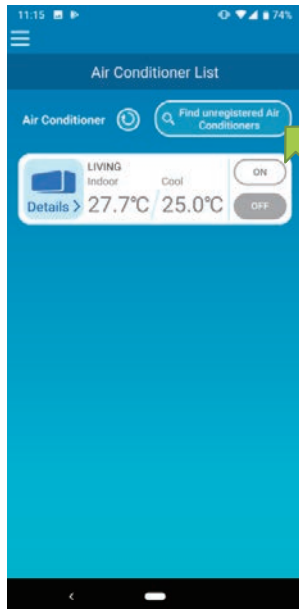 11:15 74%
Air Conditioner List
Air Conditioner
Find unregistered Air
Conditioners
LIVING
Indoor Cool
ON
Details > 27.7℃ 25.0℃
OFF